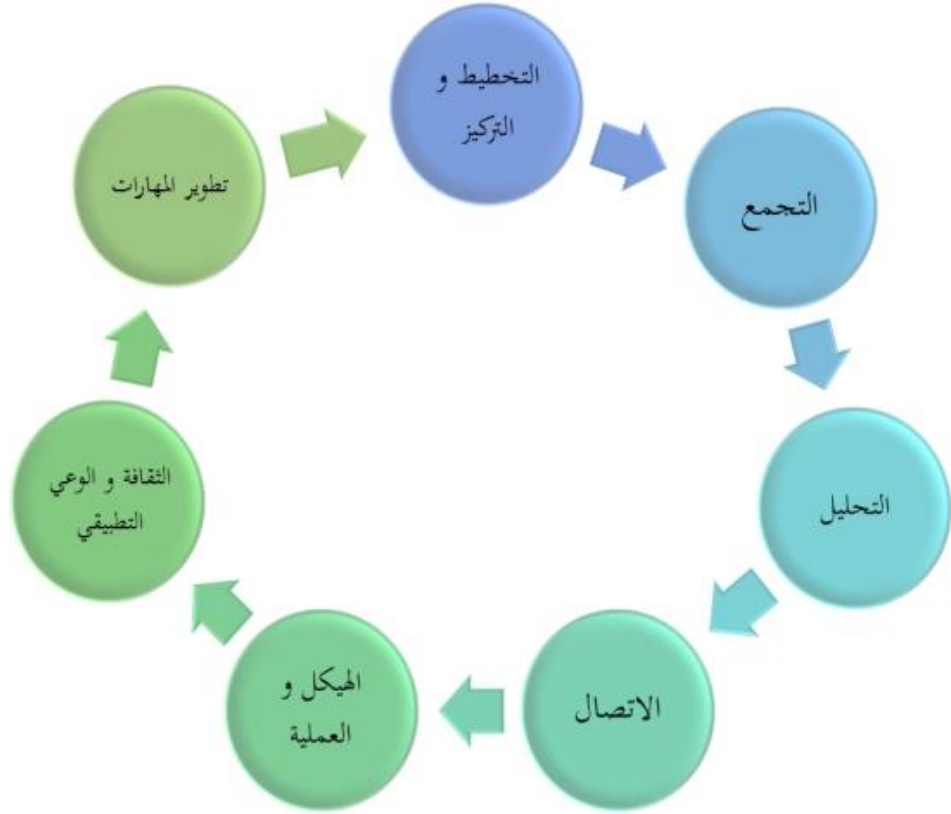 التخطيط و
التركيز
التجمع
التحليل
الاتصال
الهيكل و
العملية
الثقافة و الوعي
التطبيقي
تطوير المهارات